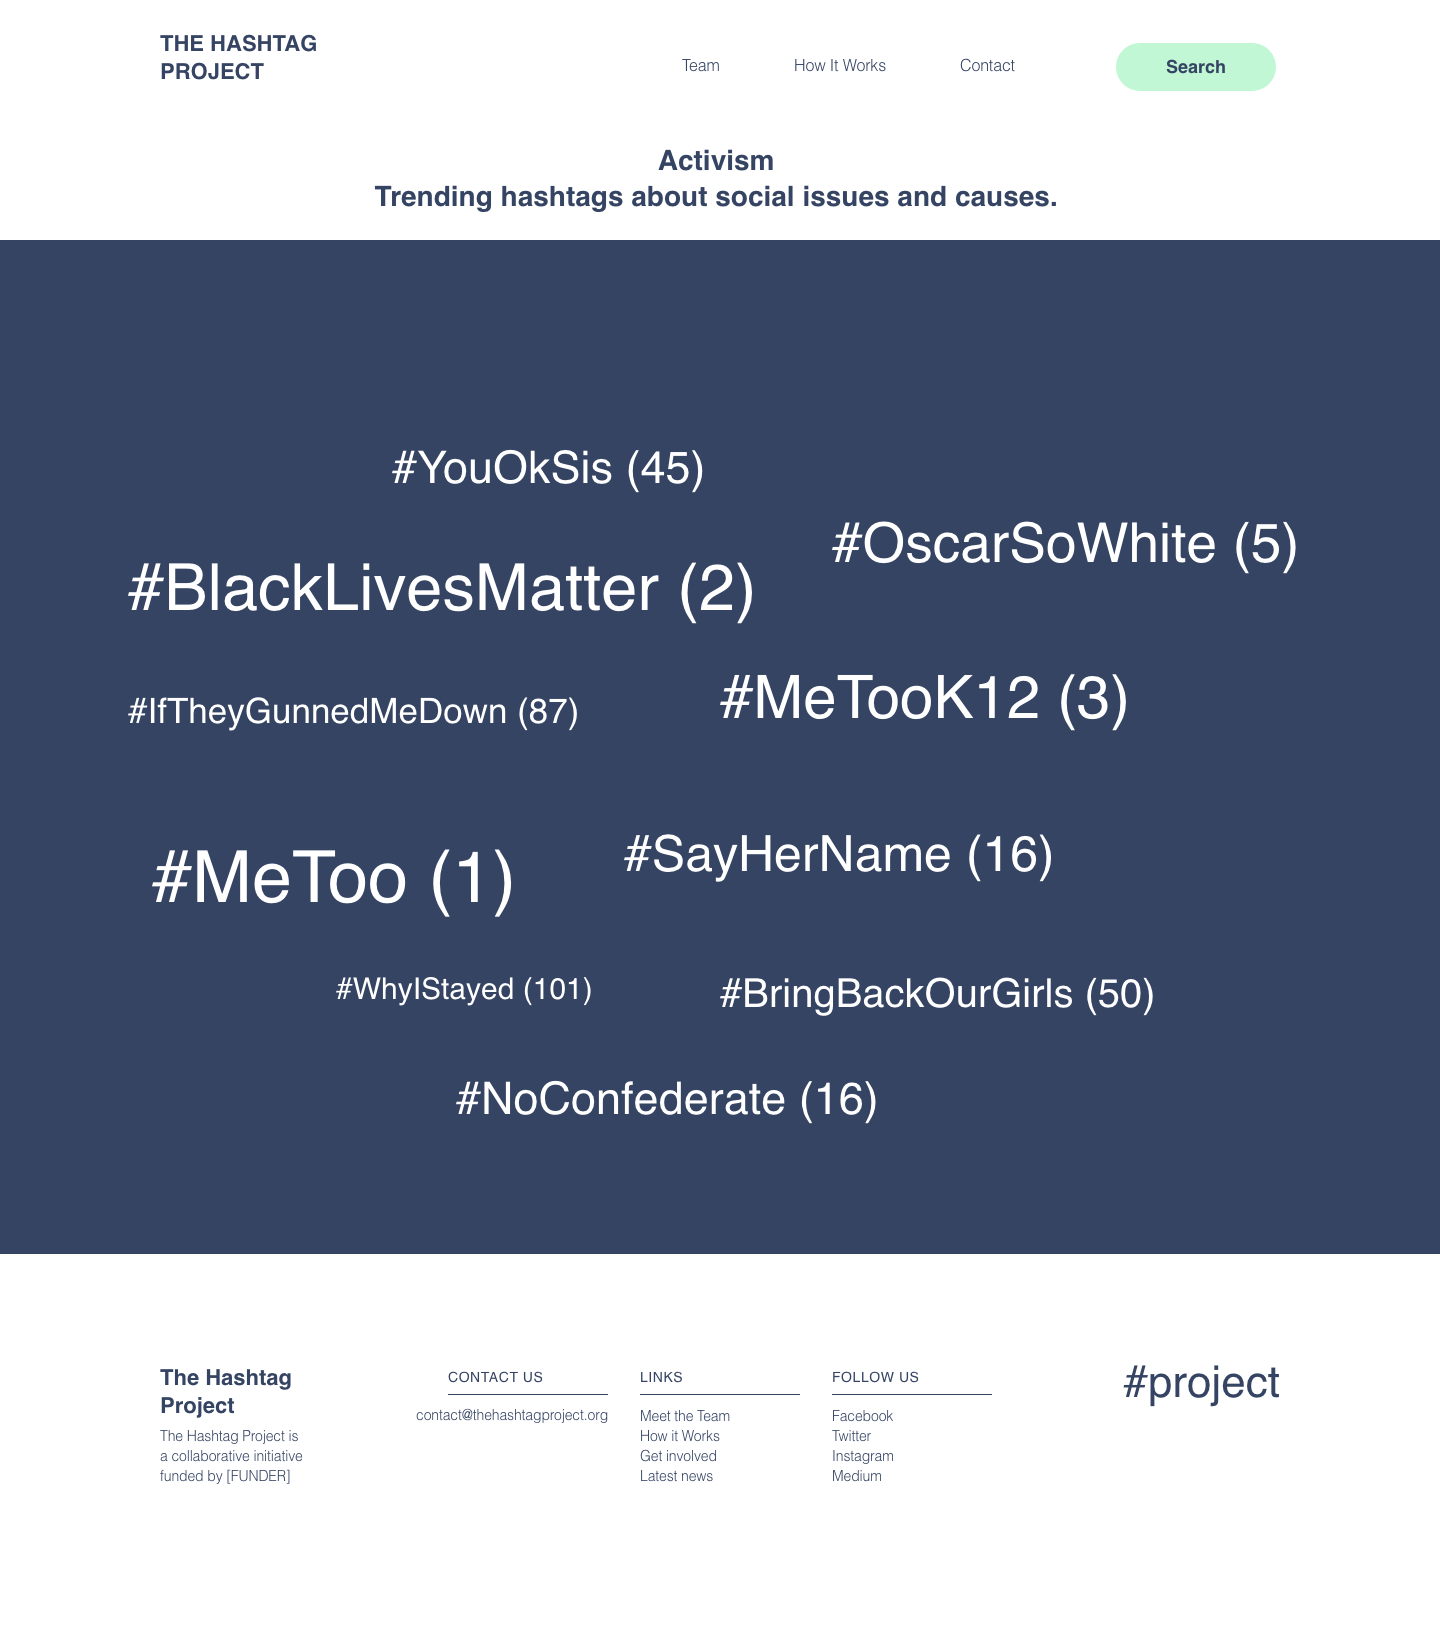 THE HASHTAG
PROJECT
Team
How It Works
Contact
Search
Activism
Trending hashtags about social issues and causes.
#YouOkSis (45)
#OscarSoWhite (5)
#BlackLivesMatter (2)
#MeTooK12 (3)
#IfTheyGunnedMeDown (87)
#SayHerName (16)
#MeToo (1)
#WhyIStayed (101)
#BringBackOurGirls (50)
#NoConfederate (16)
The Hashtag
Project
The Hashtag Project is
a collaborative initiative
funded by [FUNDER]
CONTACT US
contact@thehashtagproject.org
LINKS
Meet the Team
How it Works
Get involved
Latest news
FOLLOW US
Facebook
Twitter
Instagram
Medium
#project